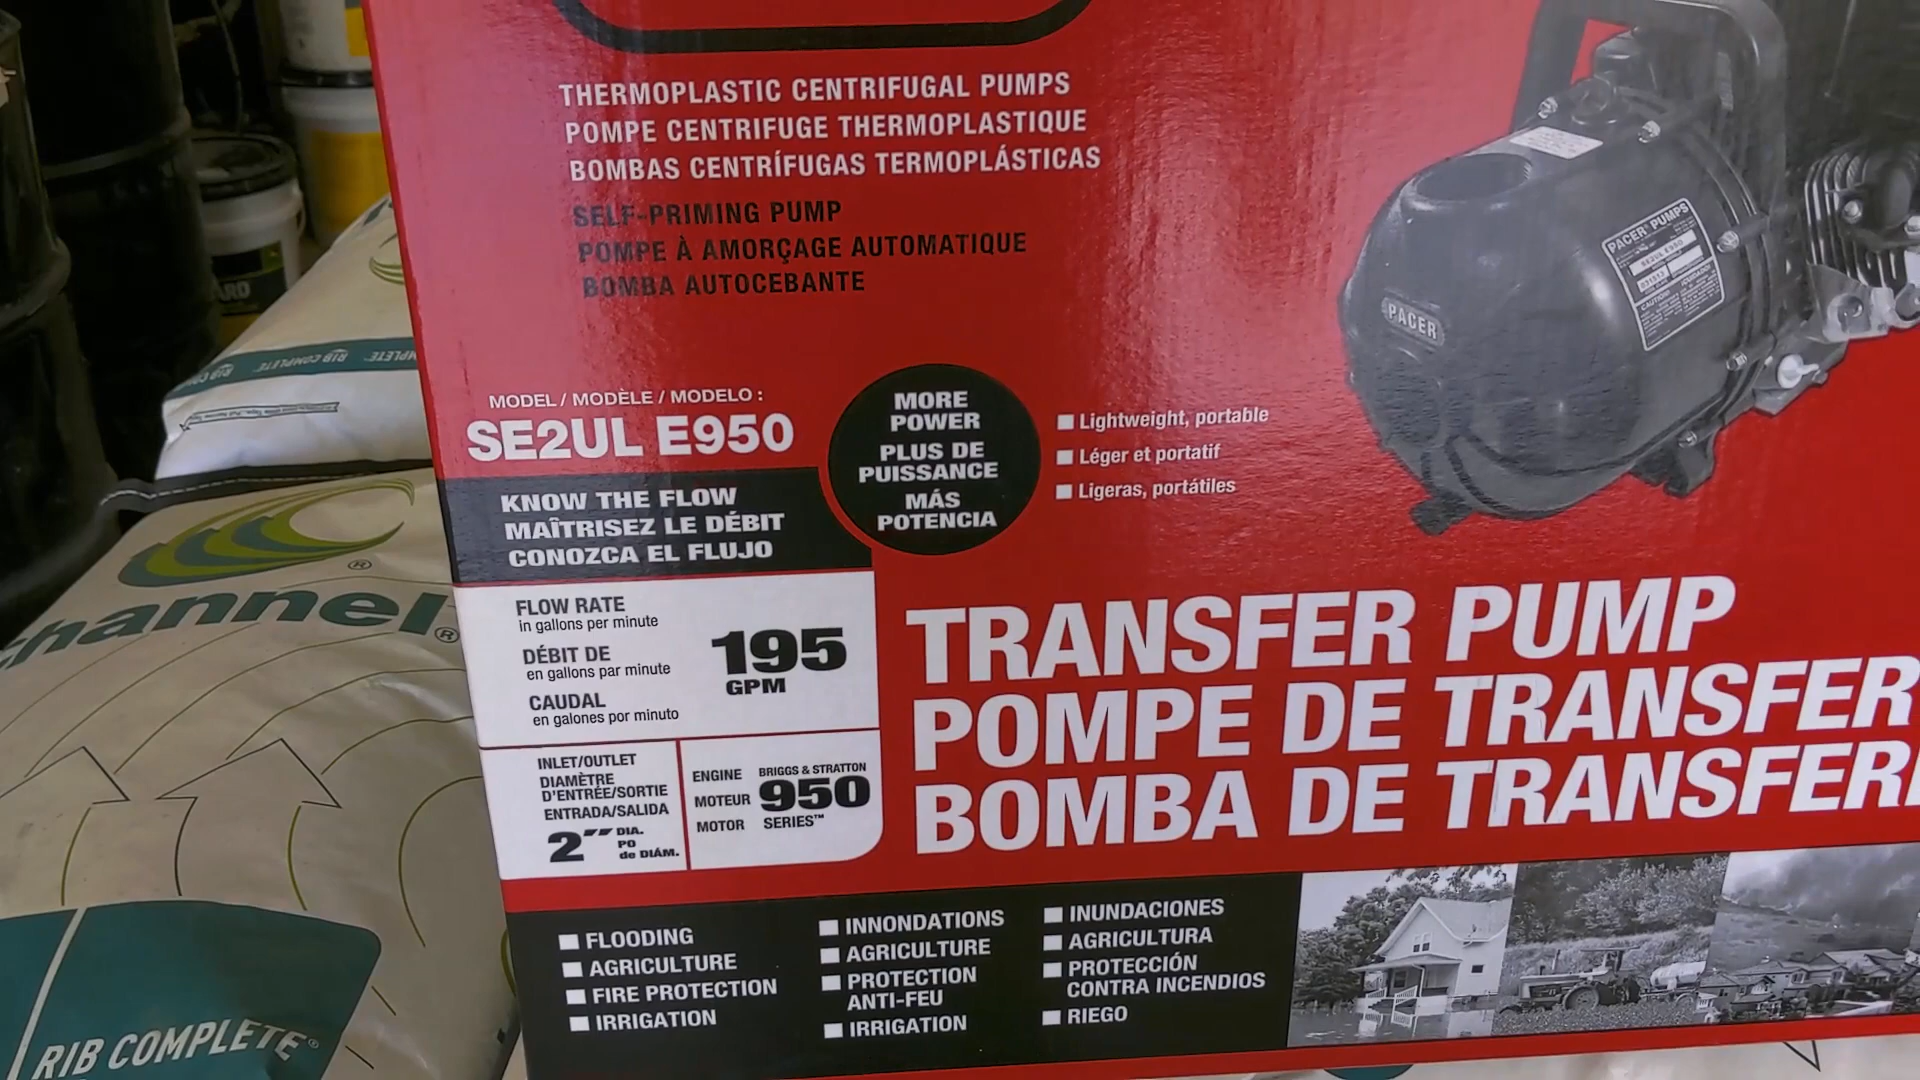 THERMOPLASTIC CENTRIFUGAL PUMPS
POMPE CENTRIFUGE THERMOPLASTIQUE
BOMBAS CENTRÍFUGAS TERMOPLÁSTICAS
SELF-PRIMING PUMP
POMPE À AMORÇAGE AUTOMATIQUE
BOMBA AUTOCEBANTE
MODEL / MODÈLE / MODELO :
SE2UL E950
MORE
POWER
PLUS DE
PUISSANCE
MÁS
POTENCIA
Lightweight, portable
Léger et portatif
Ligeras, portátiles
PACER
PACER PUMPS
SE2UL E950
CAUTION
KNOW THE FLOW
MAÎTRISEZ LE DÉBIT
CONOZCA EL FLUJO
FLOW RATE
in gallons per minute
DÉBIT DE
en gallons par minute
CAUDAL
en galones por minuto
195
GPM
INLET/OUTLET
DIAMÈTRE
D'ENTRÉE/SORTIE
ENTRADA/SALIDA
2" DIA.
PO
de DIÁM.
ENGINE
MOTEUR
MOTOR
BRIGGS & STRATTON
950
SERIES™
TRANSFER PUMP
POMPE DE TRANSFER
BOMBA DE TRANSFER
FLOODING
AGRICULTURE
FIRE PROTECTION
IRRIGATION
INNONDATIONS
AGRICULTURE
PROTECTION
ANTI-FEU
IRRIGATION
INUNDACIONES
AGRICULTURA
PROTECCIÓN
CONTRA INCENDIOS
RIEGO
RIB COMPLETE
hannel®
RIB COMPLETE®